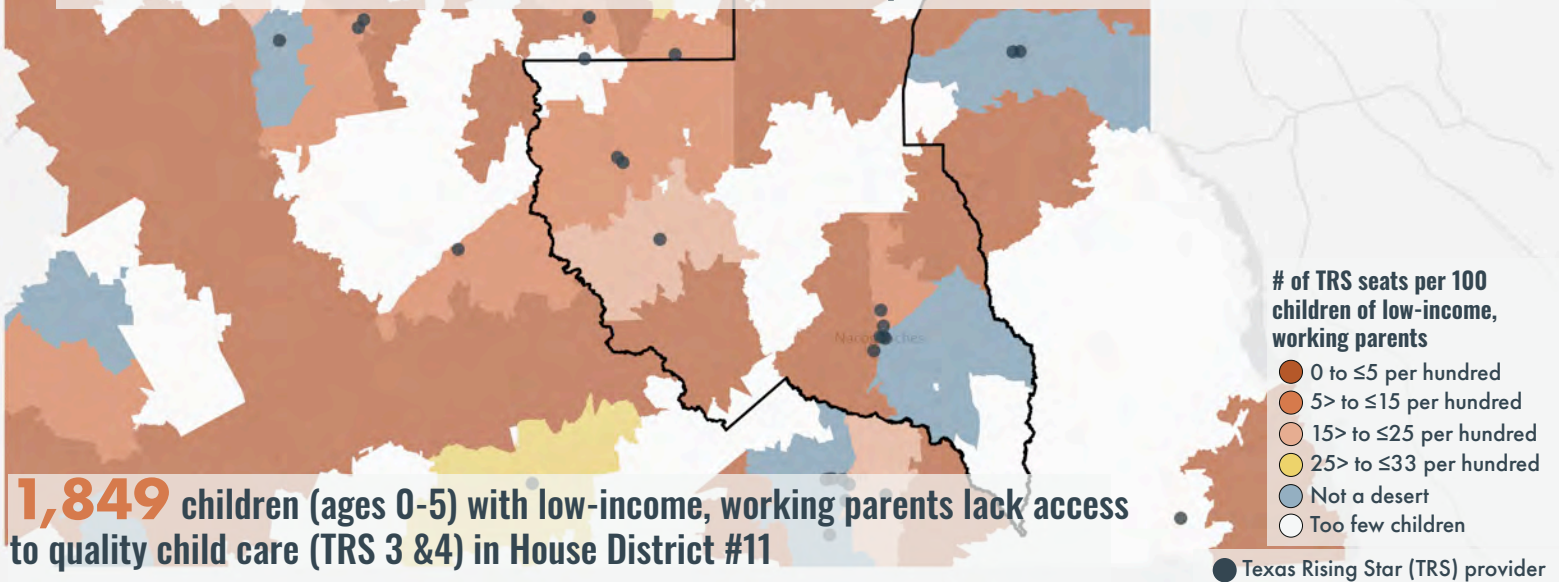 # of TRS seats per 100
children of low-income,
working parents
0 to ≤5 per hundred
5> to ≤15 per hundred
15> to ≤25 per hundred
25> to ≤33 per hundred
Not a desert
Too few children
Texas Rising Star (TRS) provider
1,849 children (ages 0-5) with low-income, working parents lack access
to quality child care (TRS 3 &4) in House District #11